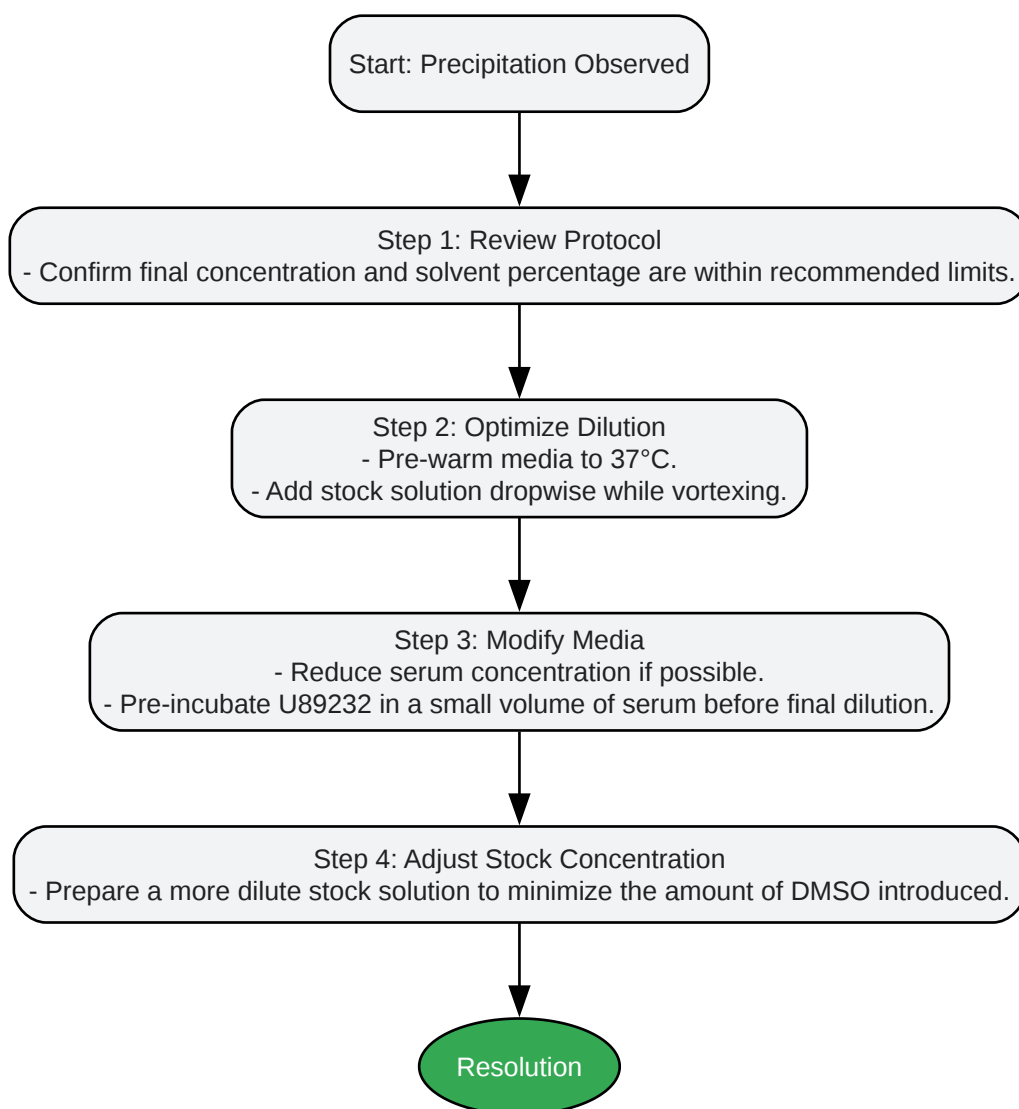 Start: Precipitation Observed
Step 1: Review Protocol
- Confirm final concentration and solvent percentage are within recommended limits.
Step 2: Optimize Dilution
- Pre-warm media to 37°C.
- Add stock solution dropwise while vortexing.
Step 3: Modify Media
- Reduce serum concentration if possible.
- Pre-incubate U89232 in a small volume of serum before final dilution.
Step 4: Adjust Stock Concentration
- Prepare a more dilute stock solution to minimize the amount of DMSO introduced.
Resolution